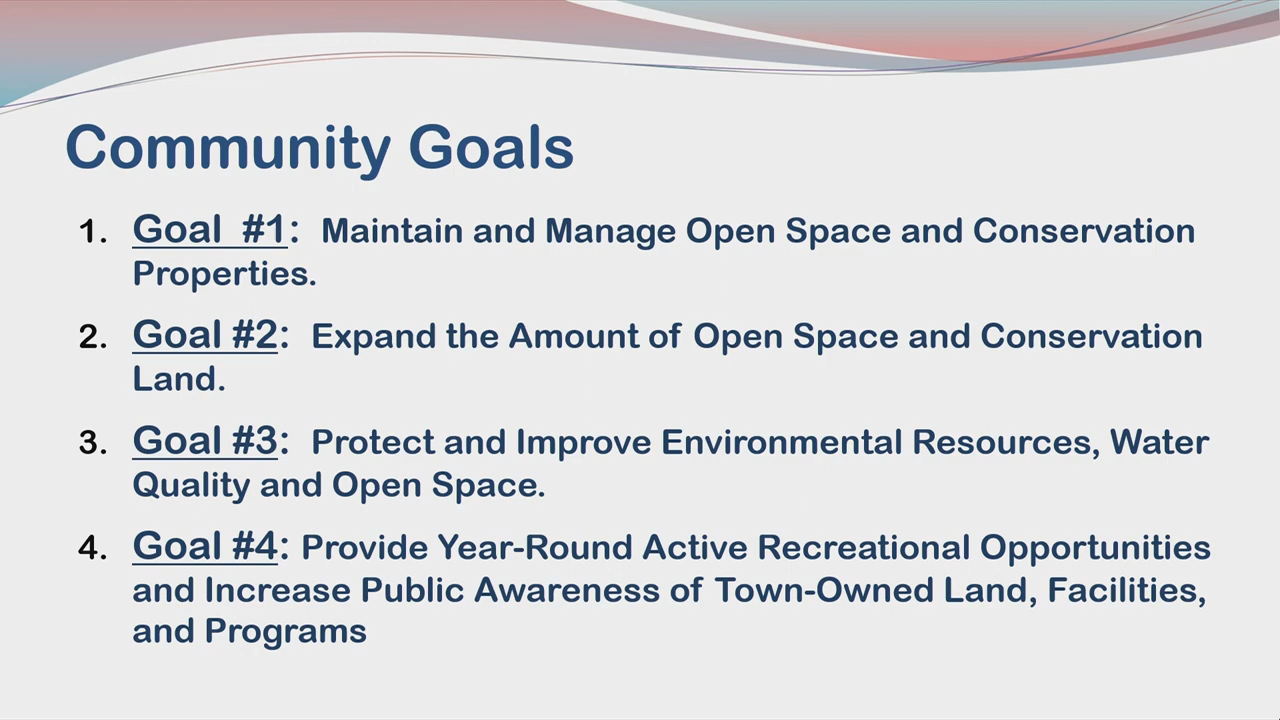 Community Goals
1. Goal #1: Maintain and Manage Open Space and Conservation
Properties.
2. Goal #2: Expand the Amount of Open Space and Conservation
Land.
3. Goal #3: Protect and Improve Environmental Resources, Water
Quality and Open Space.
4. Goal #4: Provide Year-Round Active Recreational Opportunities
and Increase Public Awareness of Town-Owned Land, Facilities,
and Programs